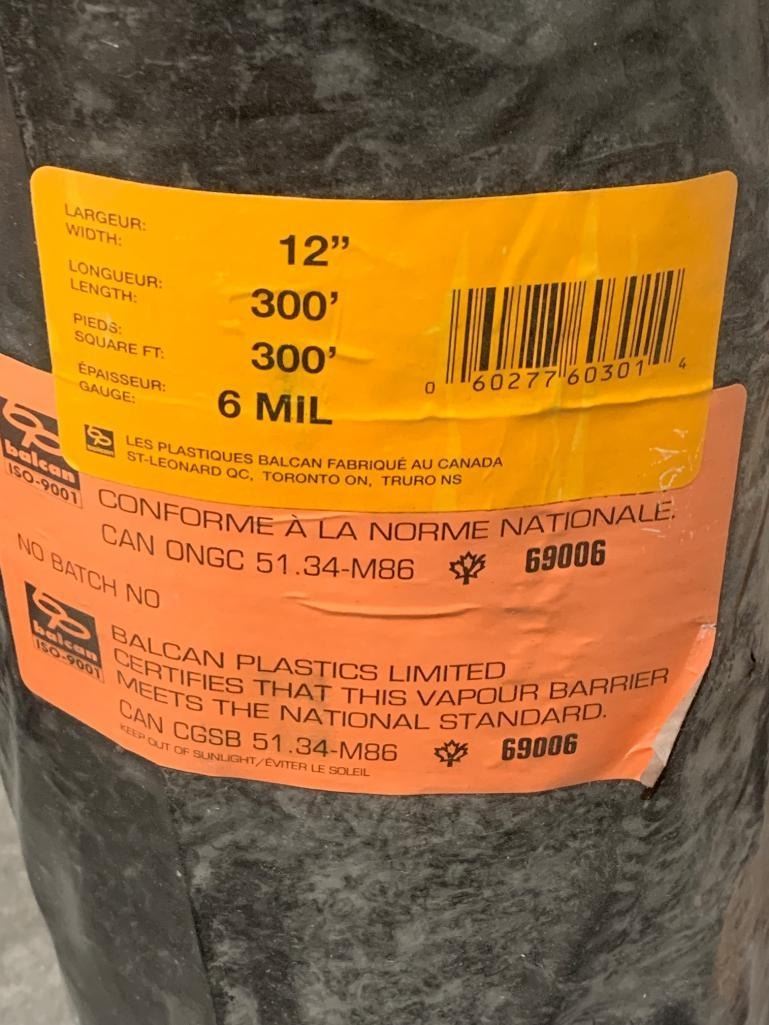 LARGEUR:
WIDTH: 12”
LONGUEUR:
LENGTH: 300’
PIEDS:
SQUARE FT: 300’
ÉPAISSEUR:
GAUGE: 6 MIL
0 60277 60301 4
balcan
LES PLASTIQUES BALCAN FABRIQUÉ AU CANADA
ST-LEONARD QC, TORONTO ON, TRURO NS
balcan
ISO-9001
CONFORME À LA NORME NATIONALE.
CAN ONGC 51.34-M86 69006
NO BATCH NO
balcan
ISO-9001
BALCAN PLASTICS LIMITED
CERTIFIES THAT THIS VAPOUR BARRIER
MEETS THE NATIONAL STANDARD.
CAN CGSB 51.34-M86 69006
KEEP OUT OF SUNLIGHT/ÉVITER LE SOLEIL